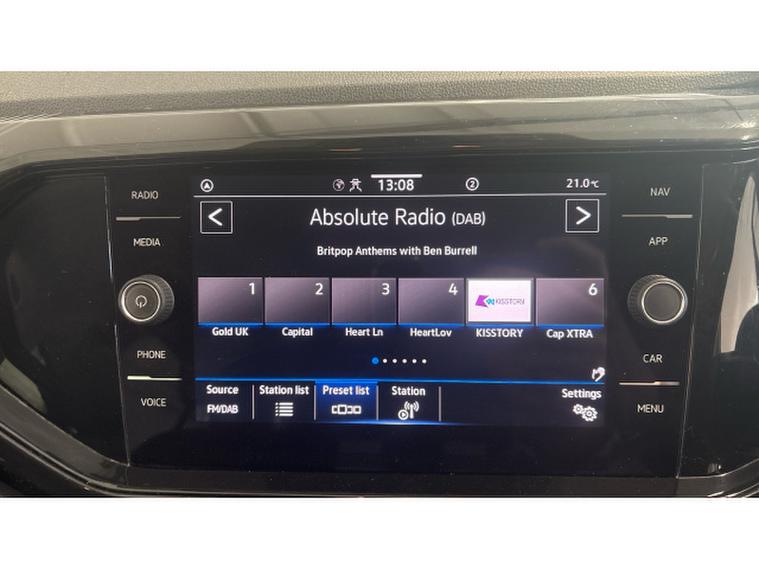 RADIO
MEDIA
PHONE
VOICE
13:08
2
21.0°C
< Absolute Radio (DAB) >
Britpop Anthems with Ben Burrell
1 2 3 4 KISSTORY 6
Gold UK Capital Heart Ln HeartLov KISSTORY Cap XTRA
Source Station list Preset list Station Settings
FM/DAB
NAV
APP
CAR
MENU